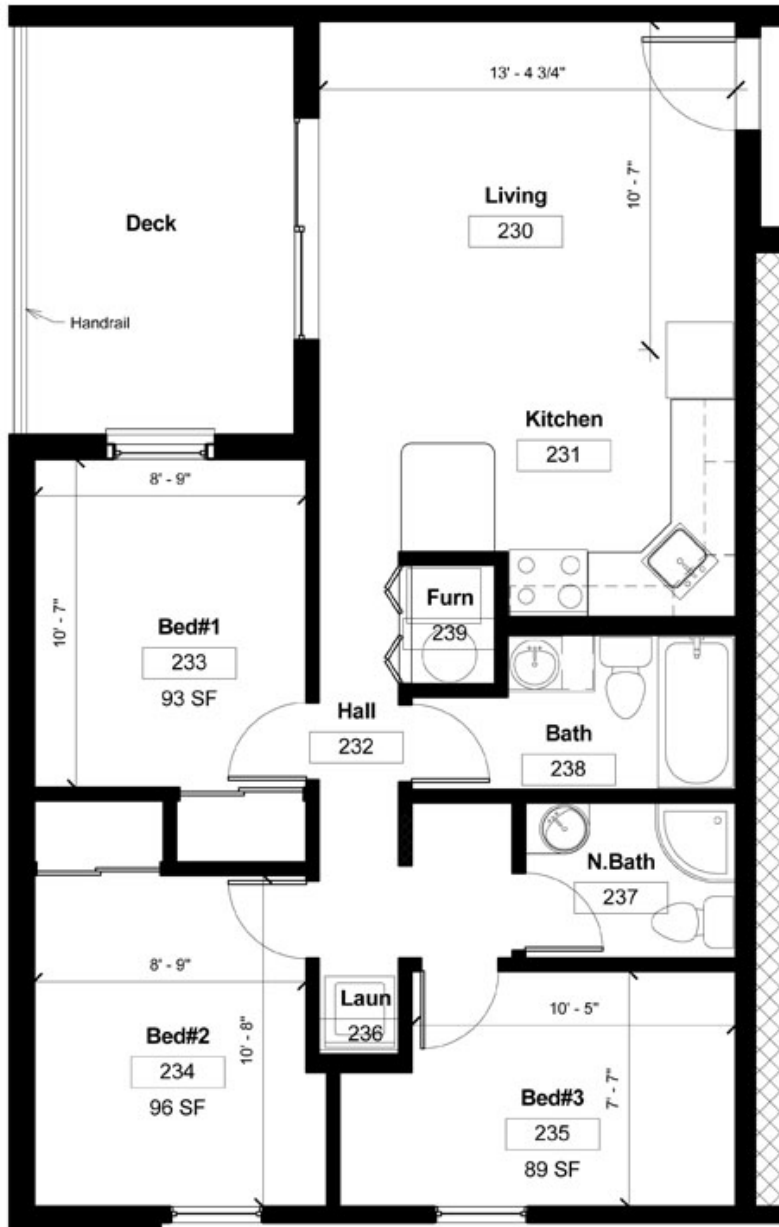 13' - 4 3/4"
10' - 7"
Living
230
Deck
Handrail
Kitchen
231
8' - 9"
10' - 7"
Bed#1
233
93 SF
Furn
239
Hall
232
Bath
238
N.Bath
237
8' - 9"
10' - 8"
Bed#2
234
96 SF
Laun
236
10' - 5"
7' - 7"
Bed#3
235
89 SF